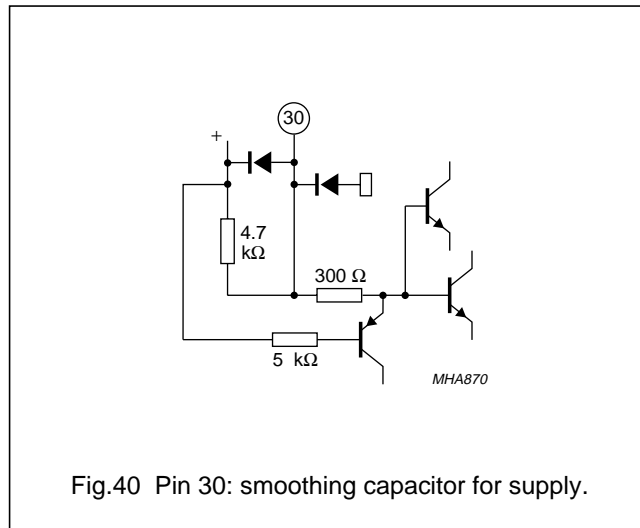 30
+
4.7
kΩ
300 Ω
5 kΩ
MHA870
Fig.40 Pin 30: smoothing capacitor for supply.